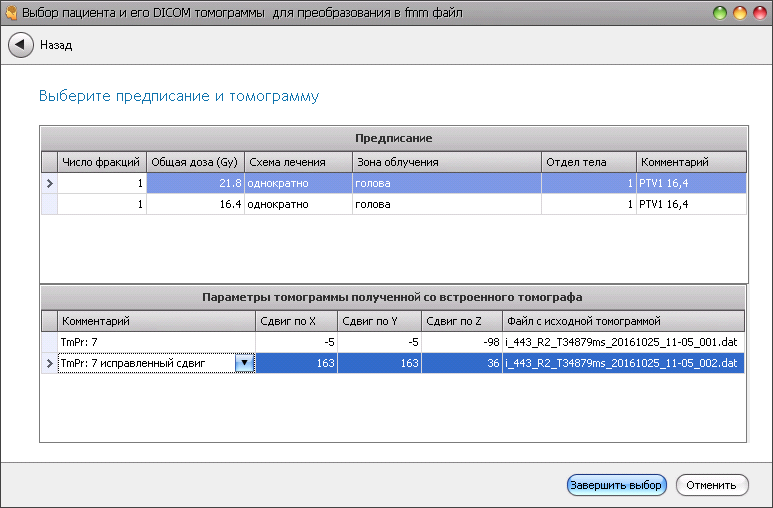 Выбор пациента и его DICOM томограммы для преобразования в fmm файл
Назад
Выберите предписание и томограмму
Предписание
Число фракций Общая доза (Gy) Схема лечения Зона облучения Отдел тела Комментарий
1 21.8 однократно голова 1 PTV1 16,4
1 16.4 однократно голова 1 PTV1 16,4
Параметры томограммы полученной со встроенного томографа
Комментарий Сдвиг по X Сдвиг по Y Сдвиг по Z Файл с исходной томограммой
TmPr: 7 -5 -5 -98 i_443_R2_T34879ms_20161025_11-05_001.dat
TmPr: 7 исправленный сдвиг 163 163 36 i_443_R2_T34879ms_20161025_11-05_002.dat
Завершить выбор Отменить